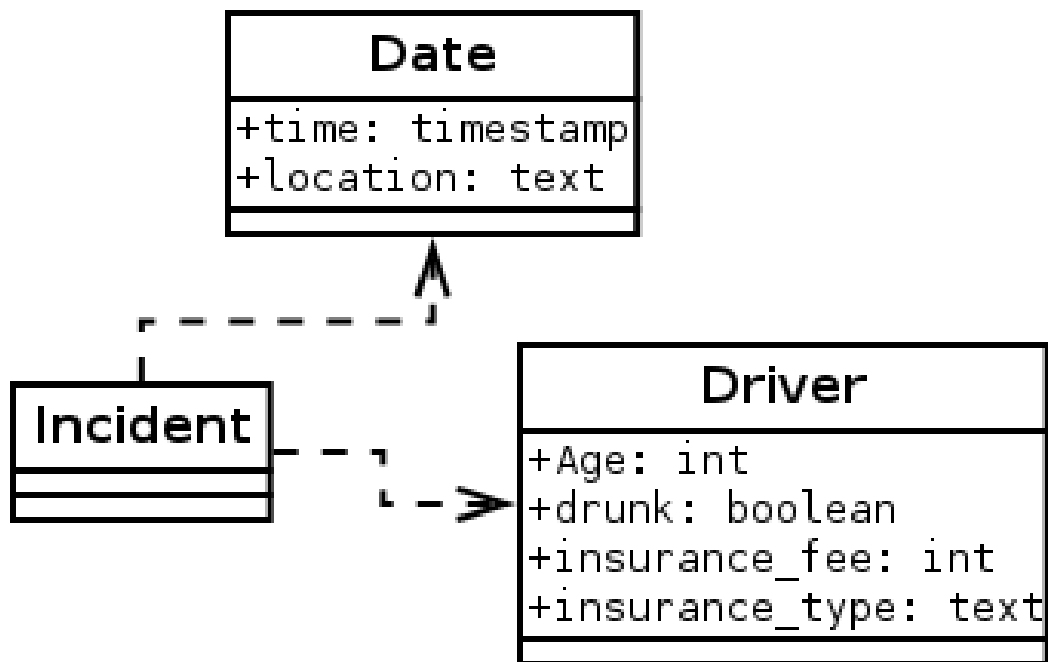 Date
+time: timestamp
+location: text
Incident
Driver
+Age: int
+drunk: boolean
+insurance_fee: int
+insurance_type: text